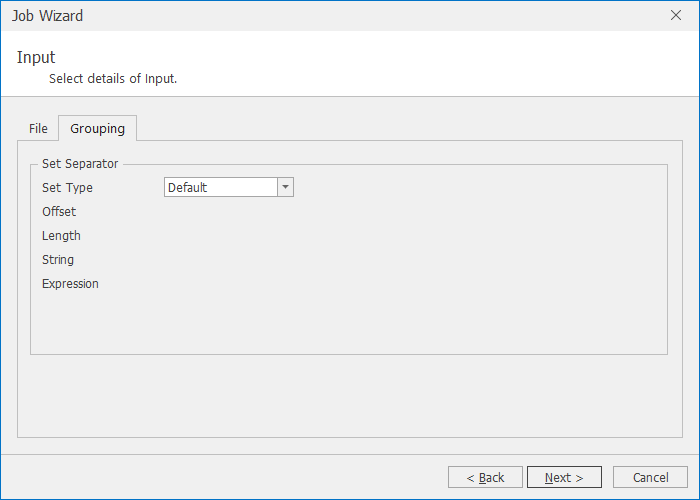 Job Wizard
Input
Select details of Input.
File
Grouping
Set Separator
Set Type
Default
Offset
Length
String
Expression
< Back
Next >
Cancel